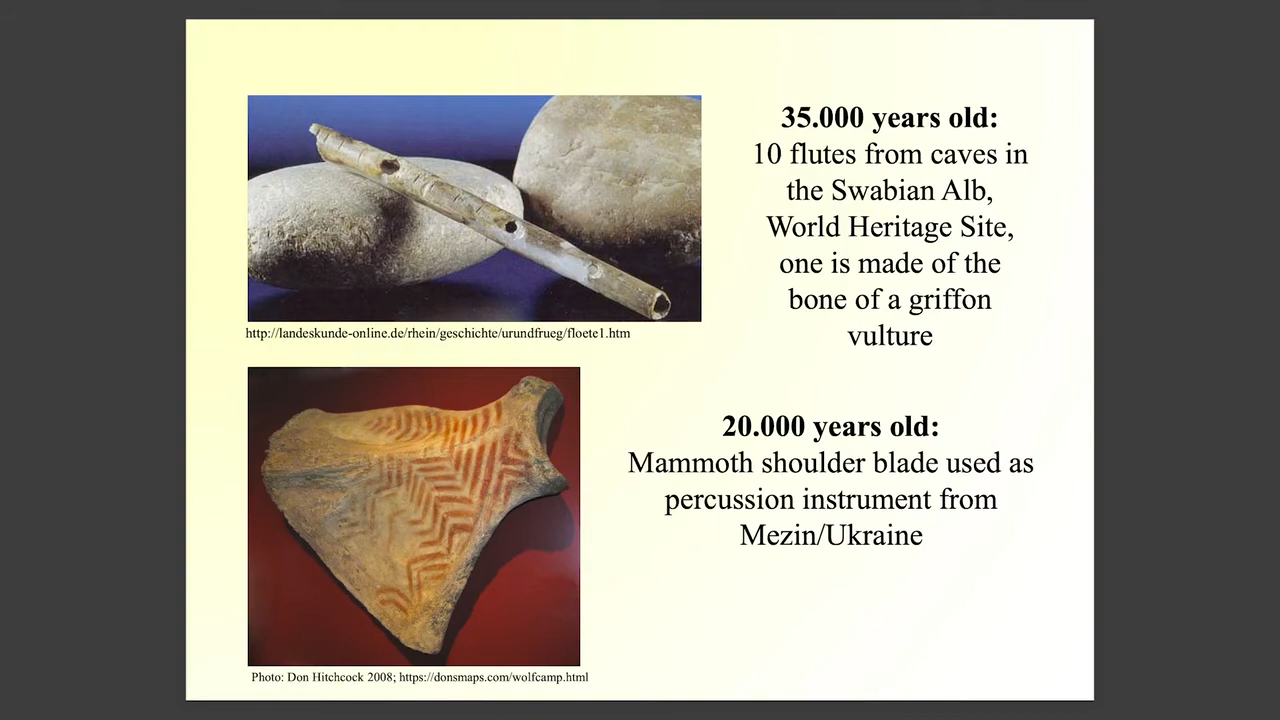 35.000 years old:
10 flutes from caves in
the Swabian Alb,
World Heritage Site,
one is made of the
bone of a griffon
vulture
http://landeskunde-online.de/rhein/geschichte/urundfrueg/floete1.htm
20.000 years old:
Mammoth shoulder blade used as
percussion instrument from
Mezin/Ukraine
Photo: Don Hitchcock 2008; https://donsmaps.com/wolfcamp.html